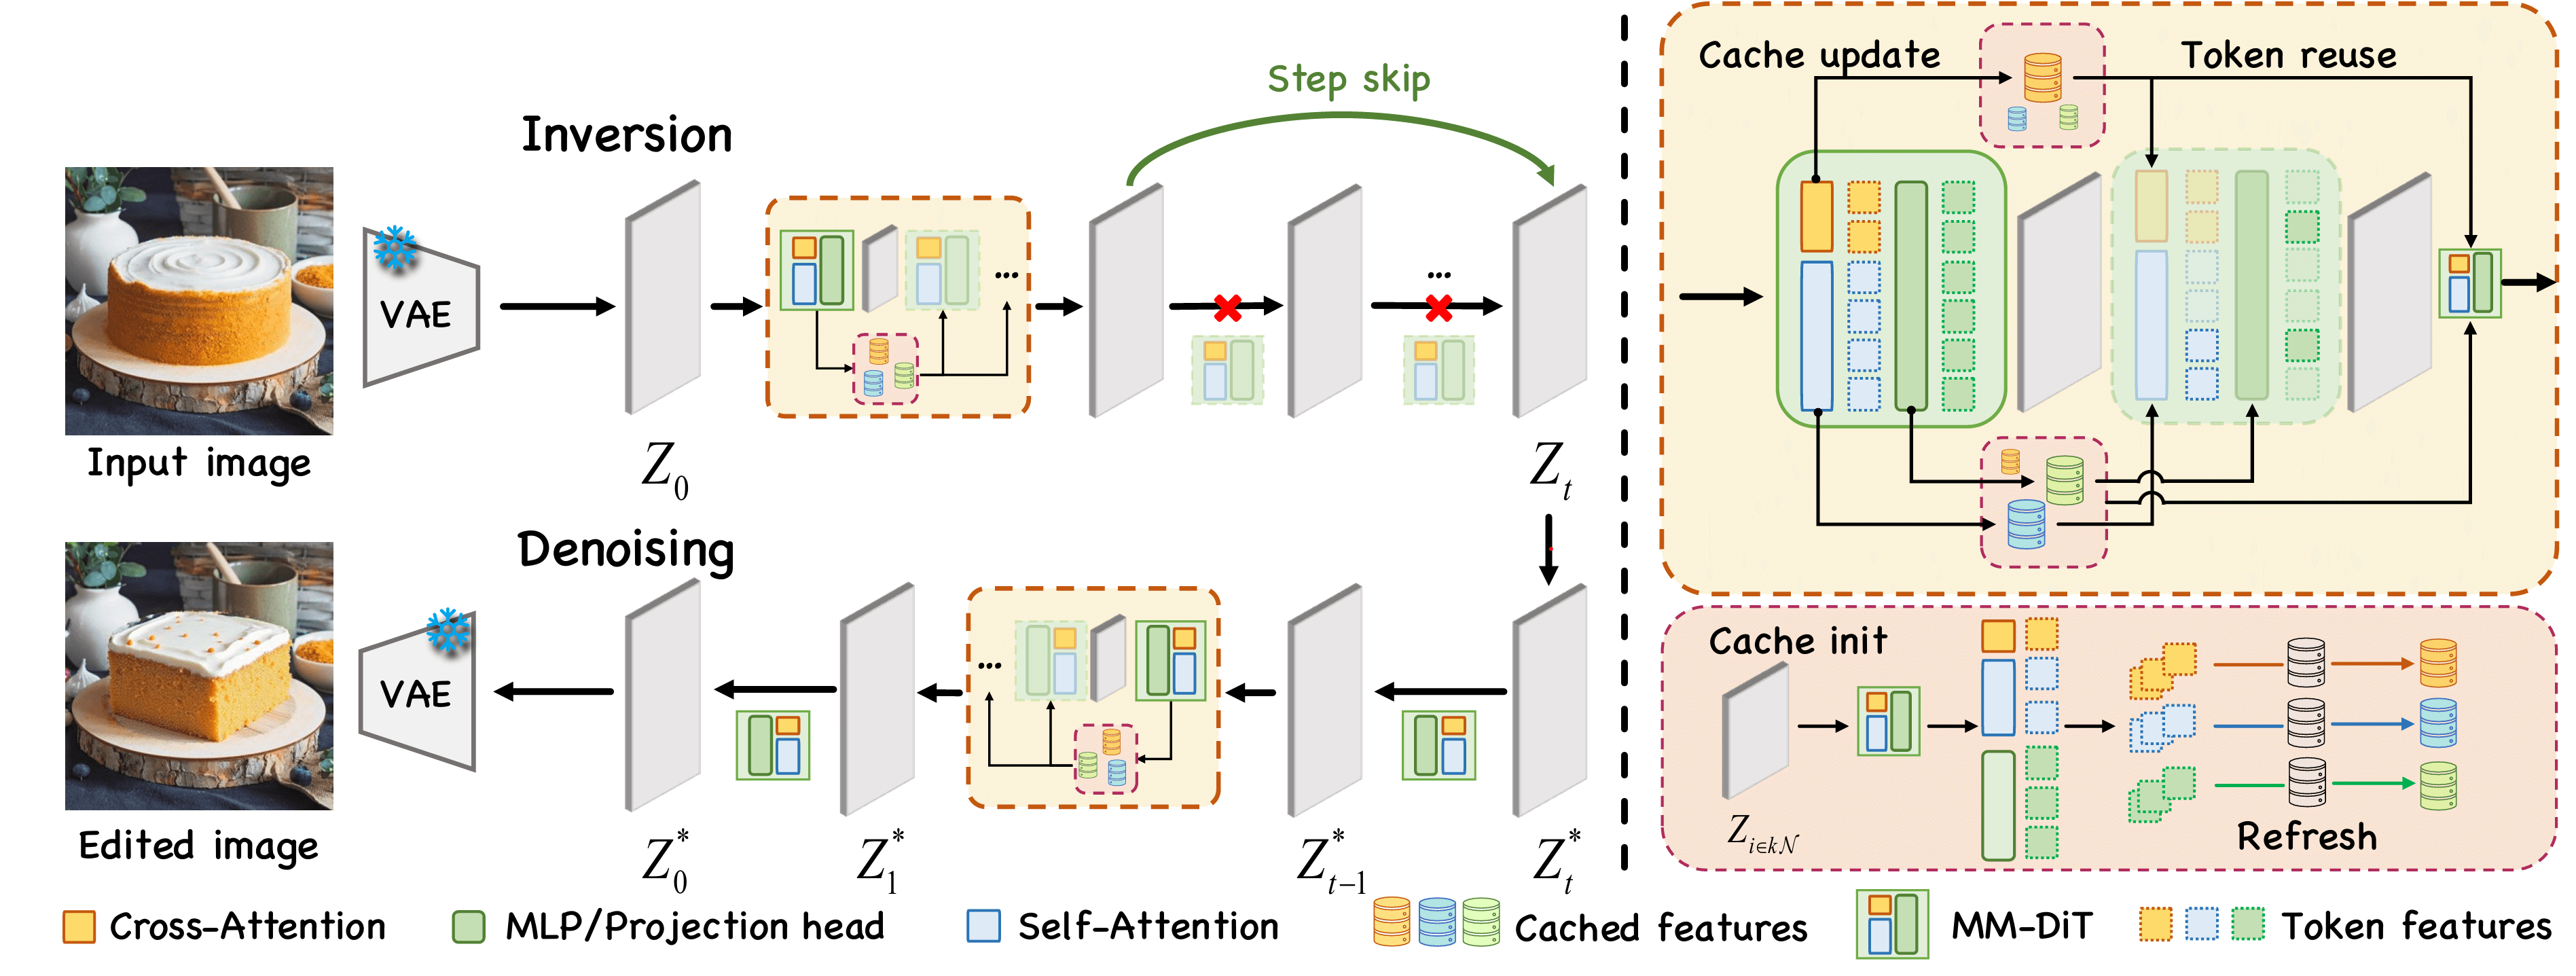 Inversion
Step skip
VAE
...
...
Input image
Z_0
Z_t
Denoising
VAE
...
Edited image
Z_0^*
Z_1^*
Z_{t-1}^*
Z_t^*
Cache update
Token reuse
Cache init
Z_{i∈kN}
Refresh
Cross-Attention
MLP/Projection head
Self-Attention
Cached features
MM-DiT
Token features